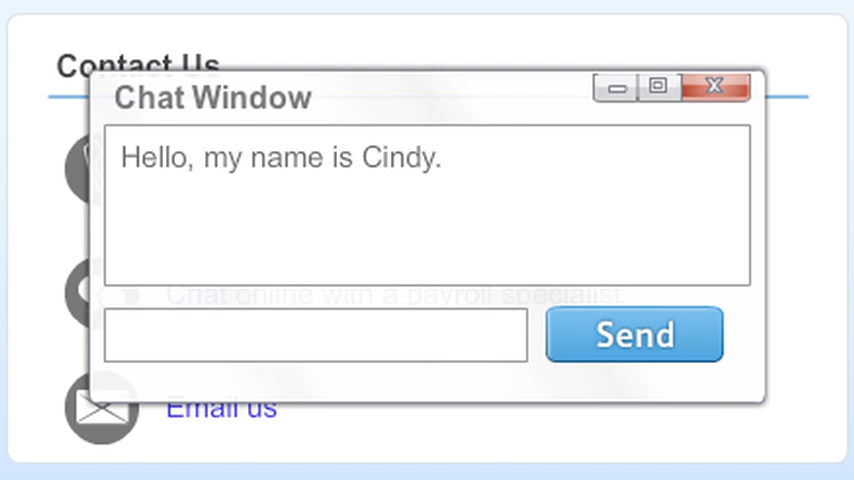 Contact Us
Chat Window
Hello, my name is Cindy.
Chat online with a payroll specialist
Send
Email us